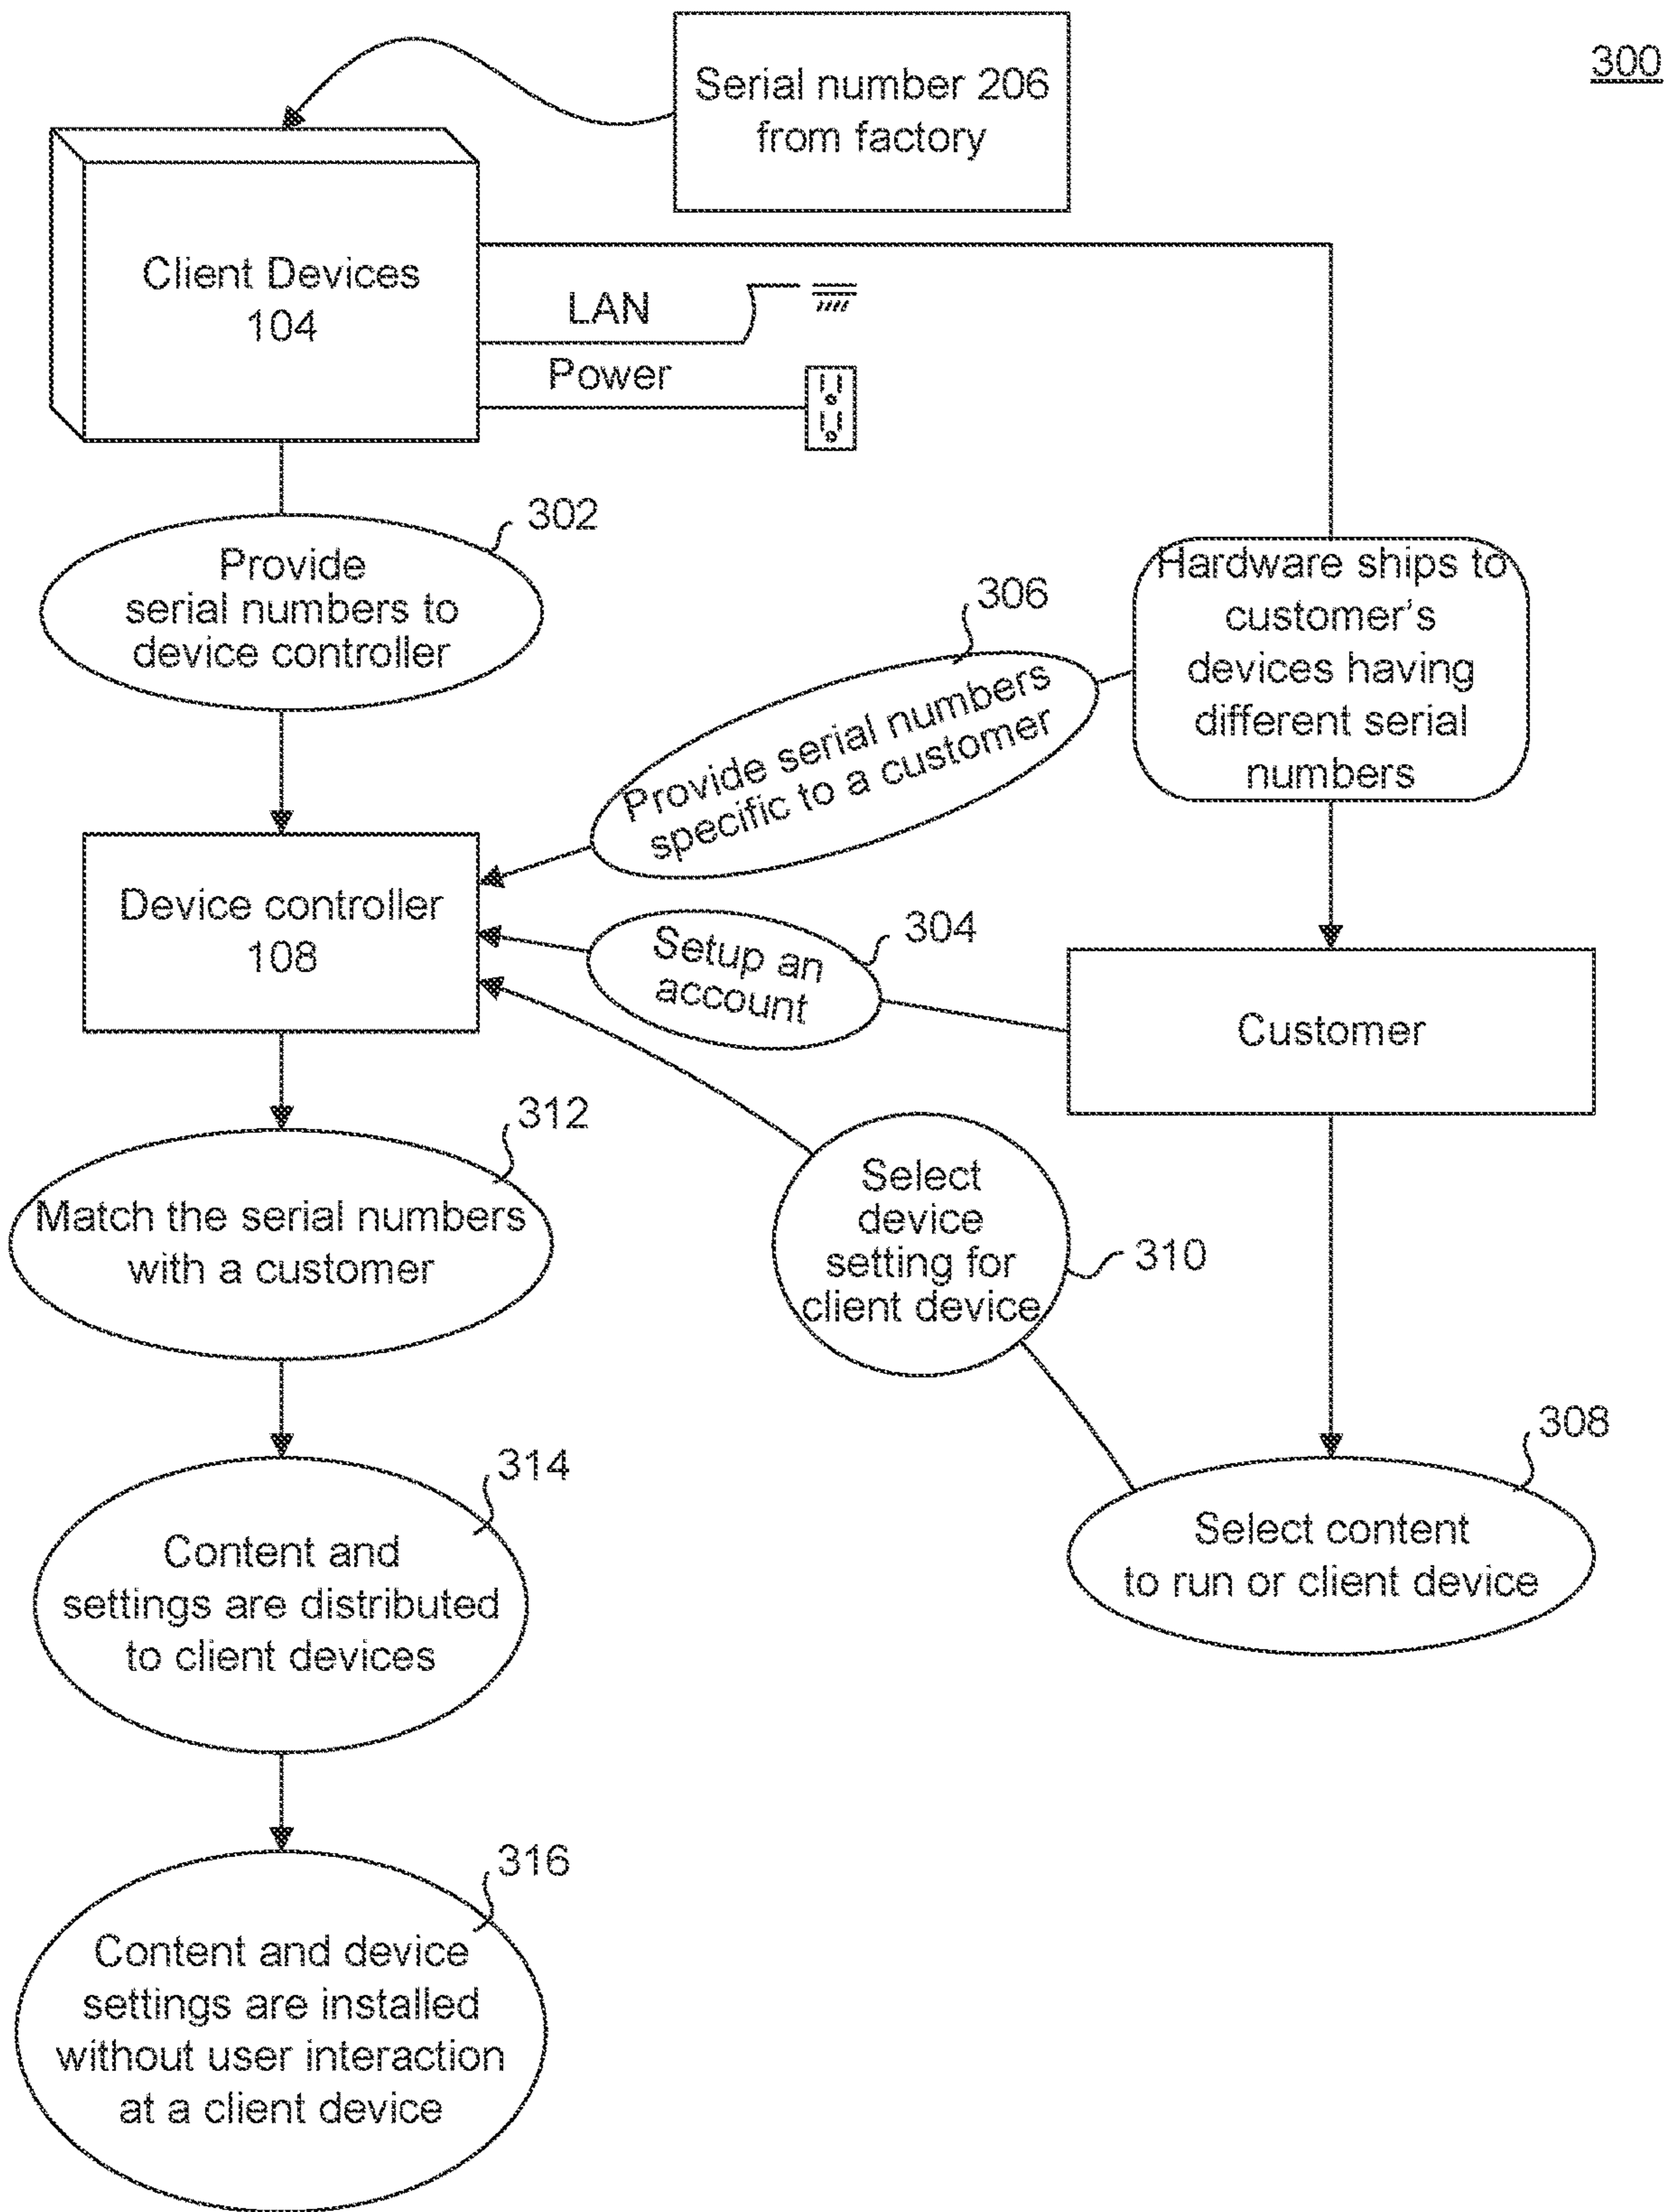 300
Serial number 206
from factory
Client Devices
104
LAN
Power
302
Provide
serial numbers to
device controller
306
Provide serial numbers
specific to a customer
Hardware ships to
customer's
devices having
different serial
numbers
Device controller
108
304
Setup an
account
Customer
312
Match the serial numbers
with a customer
Select
device
setting for
client device
310
308
Select content
to run or client device
314
Content and
settings are distributed
to client devices
316
Content and device
settings are installed
without user interaction
at a client device